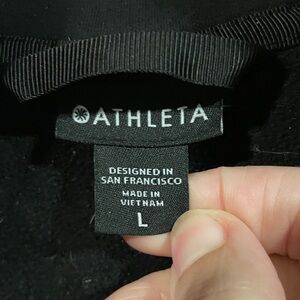 ATHLETA
DESIGNED IN
SAN FRANCISCO
MADE IN
VIETNAM
L